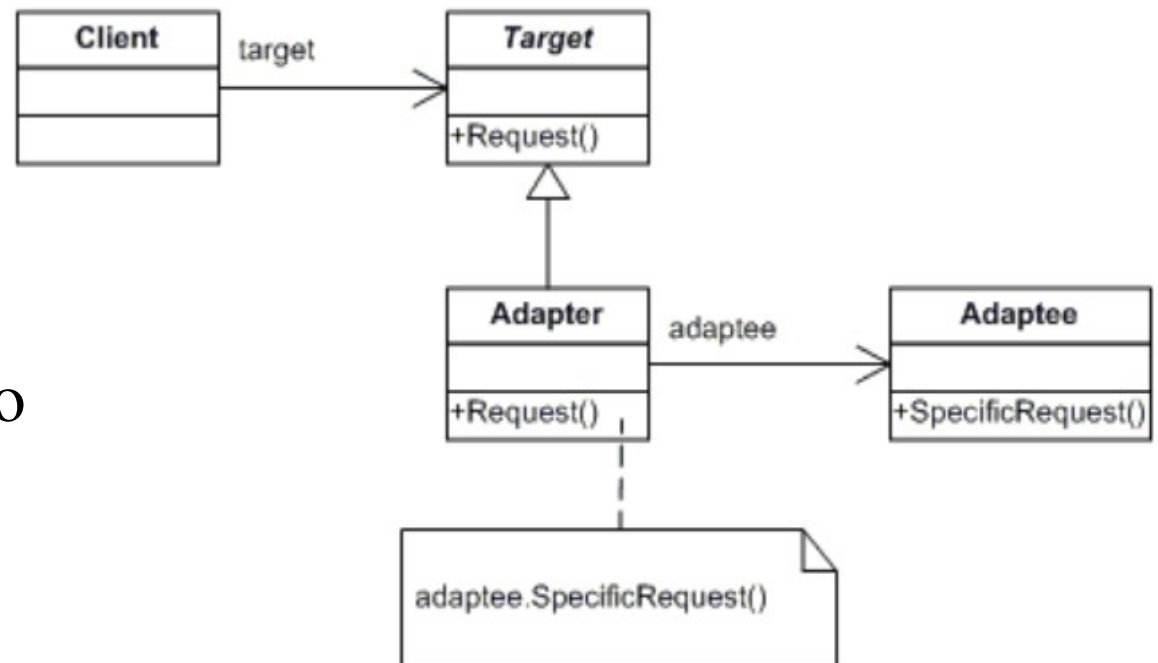 Client
target
Target
+Request()
Adapter
adaptee
Adaptee
+Request()
+SpecificRequest()
o
adaptee.SpecificRequest()